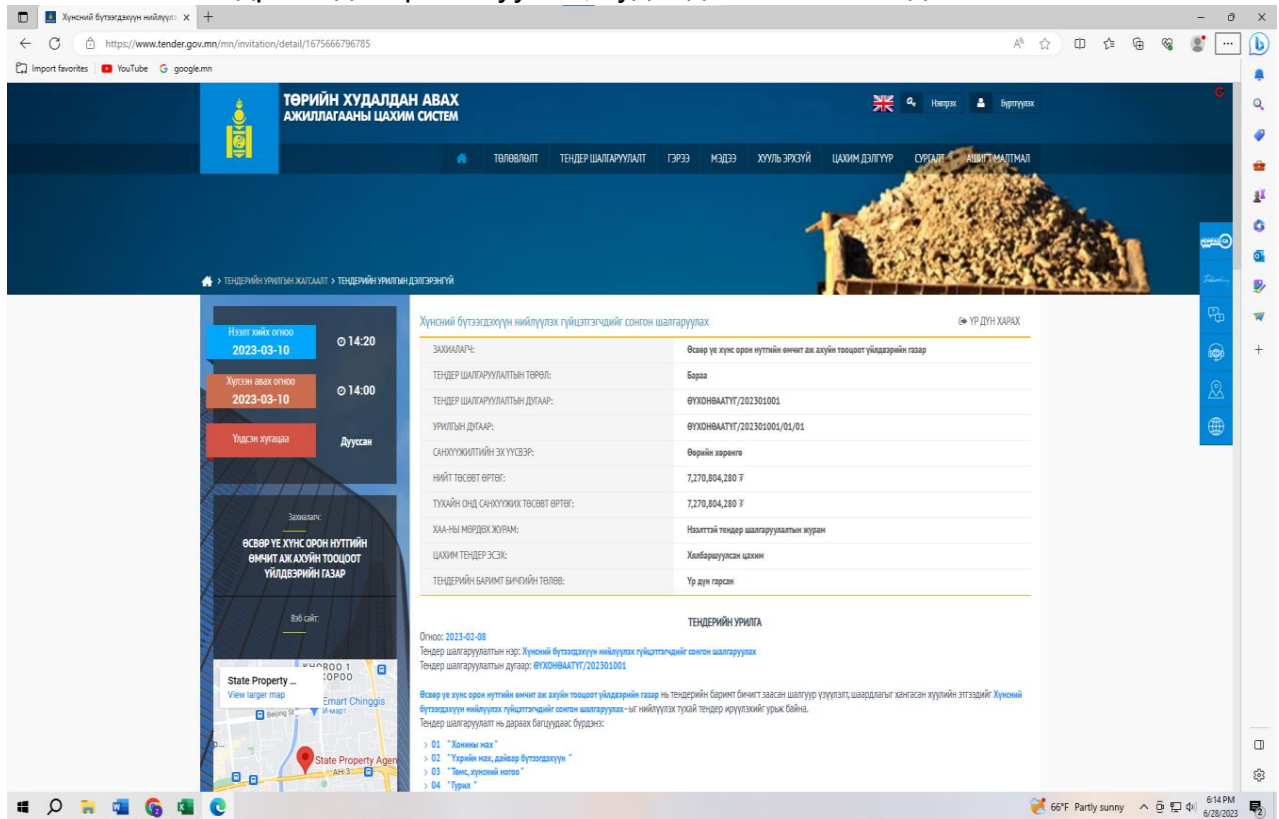 Хүнсний бүтээгдэхүүн нийлүүлэ
https://www.tender.gov.mn/mn/invitation/detail/1675666796785
Import favorites YouTube google.mn
ТӨРИЙН ХУДАЛДАН АВАХ
АЖИЛЛАГААНЫ ЦАХИМ СИСТЕМ
Нэвтрэх Бүртгүүлэх
ТӨЛӨВЛӨЛТ ТЕНДЕР ШАЛГАРУУЛАЛТ ГЭРЭЭ МЭДЭЭ ХУУЛЬ ЭРХЗҮЙ ЦАХИМ ДЭЛГҮҮР СУРГАЛТ АШИГТ МАЛТМАЛ
> ТЕНДЕРИЙН УРИЛГЫН ЖАГСААЛТ > ТЕНДЕРИЙН УРИЛГЫН ДЭЛГЭРЭНГҮЙ
Нээлт хийх огноо
2023-03-10
14:20
Хүлээн авах огноо
2023-03-10
14:00
Үлдсэн хугацаа
Дууссан
Захиалагч:
ӨСВӨР ҮЕ ХҮНС ОРОН НУТГИЙН
ӨМЧИТ АЖ АХУЙН ТООЦООТ
ҮЙЛДВЭРИЙН ГАЗАР
Вэб сайт:
State Property ...
View larger map
KHOROO 1
ХОРОО
Emart Chinggis
И-март
Beijing St
State Property Agen
AH-3
Хүнсний бүтээгдэхүүн нийлүүлэх гүйцэтгэгчдийг сонгон шалгаруулах
ҮР ДҮН ХАРАХ
ЗАХИАЛАГЧ: Өсвөр үе хүнс орон нутгийн өмчит аж ахуйн тооцоот үйлдвэрийн газар
ТЕНДЕР ШАЛГАРУУЛАЛТЫН ТӨРӨЛ: Бараа
ТЕНДЕР ШАЛГАРУУЛАЛТЫН ДУГААР: ӨҮХОНӨААТҮГ/202301001
УРИЛГЫН ДУГААР: ӨҮХОНӨААТҮГ/202301001/01/01
САНХҮҮЖИЛТИЙН ЭХ ҮҮСВЭР: Өөрийн хөрөнгө
НИЙТ ТӨСӨВТ ӨРТӨГ: 7,270,804,280 ₮
ТУХАЙН ОНД САНХҮҮЖИХ ТӨСӨВТ ӨРТӨГ: 7,270,804,280 ₮
ХАА-НЫ МӨРДӨХ ЖУРАМ: Нээлттэй тендер шалгаруулалтын журам
ЦАХИМ ТЕНДЕР ЭСЭХ: Хялбаршуулсан цахим
ТЕНДЕРИЙН БАРИМТ БИЧГИЙН ТӨЛӨВ: Үр дүн гарсан
ТЕНДЕРИЙН УРИЛГА
Огноо: 2023-02-08
Тендер шалгаруулалтын нэр: Хүнсний бүтээгдэхүүн нийлүүлэх гүйцэтгэгчдийг сонгон шалгаруулах
Тендер шалгаруулалтын дугаар: ӨҮХОНӨААТҮГ/202301001
Өсвөр үе хүнс орон нутгийн өмчит аж ахуйн тооцоот үйлдвэрийн газар нь тендерийн баримт бичигт заасан шалгуур үзүүлэлт, шаардлагыг хангасан хуулийн этгээдийг Хүнсний
бүтээгдэхүүн нийлүүлэх гүйцэтгэгчдийг сонгон шалгаруулах-ыг нийлүүлэх тухай тендер ирүүлэхийг урьж байна.
Тендер шалгаруулалт нь дараах багцуудаас бүрдэнэ:
> 01 "Хонины мах"
> 02 "Үхрийн мах, дайвар бүтээгдэхүүн "
> 03 "Төмс, хүнсний ногоо"
> 04 "Гурил "
66°F Partly sunny
6:14 PM
6/28/2023